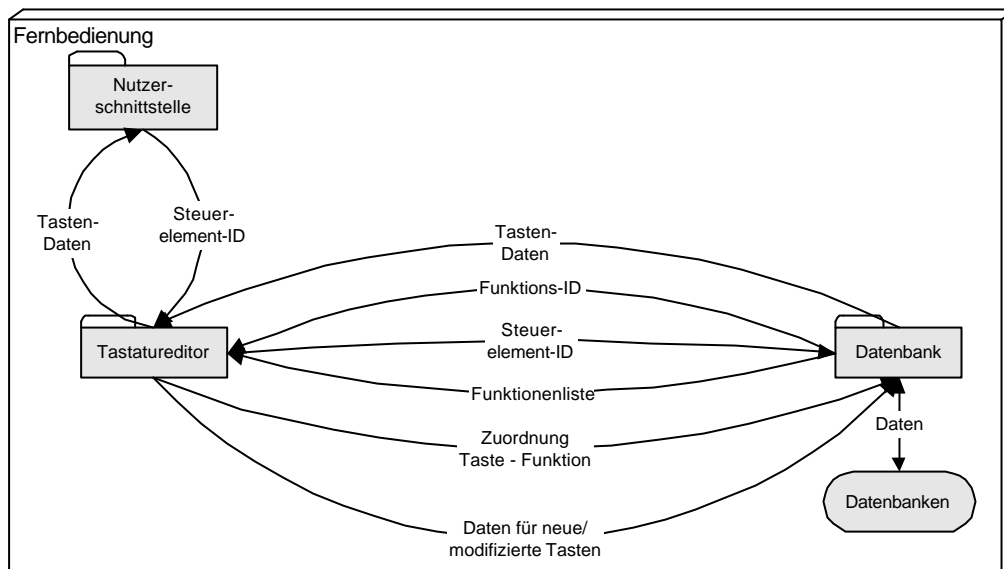 Fernbedienung
Nutzer-
schnittstelle
Tasten-
Daten
Steuer-
element-ID
Tasten-
Daten
Funktions-ID
Steuer-
element-ID
Funktionenliste
Zuordnung
Taste - Funktion
Daten für neue/
modifizierte Tasten
Tastatureditor
Datenbank
Daten
Datenbanken